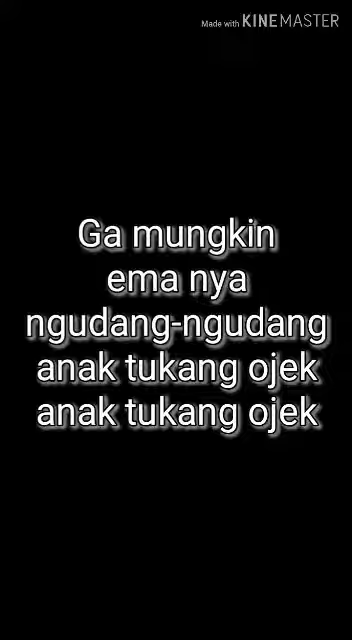 Made with KINEMASTER
Ga mungkin
ema nya
ngudang-ngudang
anak tukang ojek
anak tukang ojek